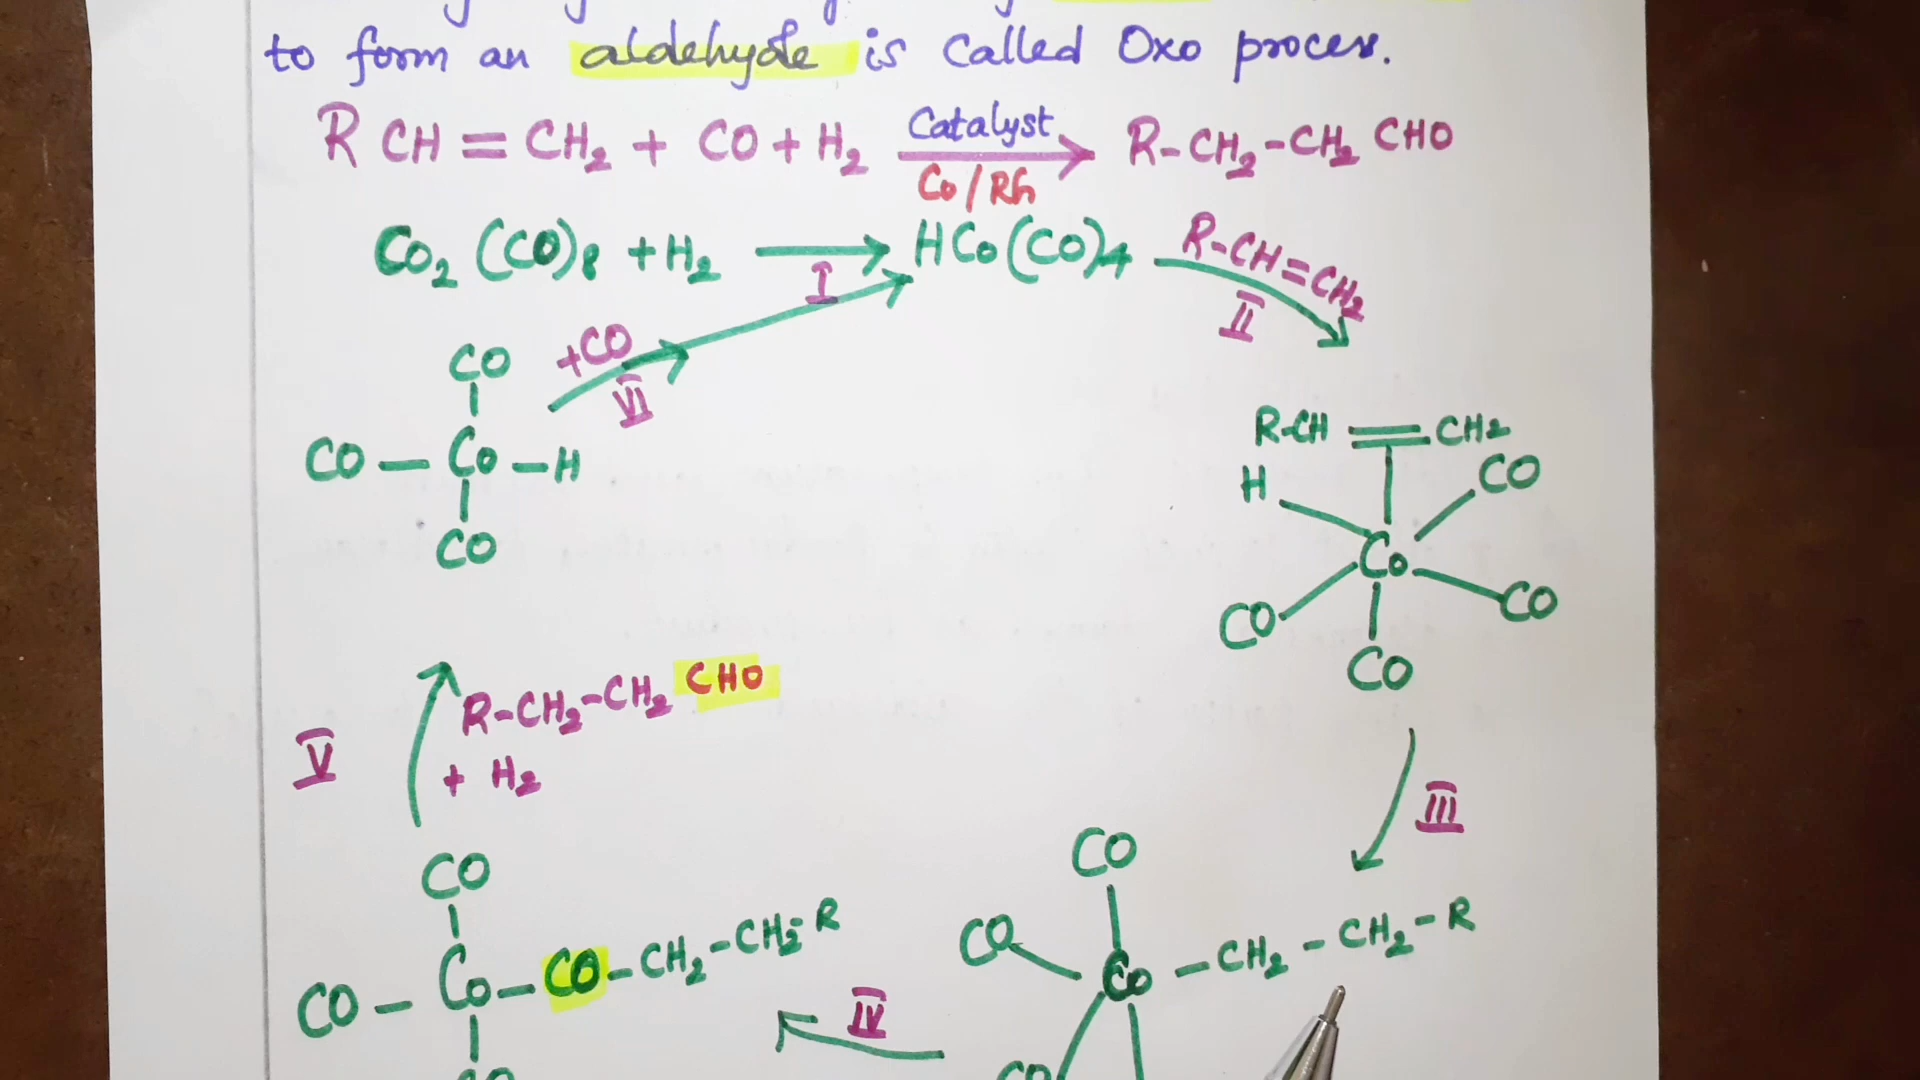 to form an aldehyde is called Oxo process.
R CH = CH2 + CO + H2 Catalyst Co / Rh R-CH2-CH2 CHO
Co2 (CO)8 + H2 I HCo(CO)4 R-CH=CH2 II
+CO VI
CO
CO - Co - H
CO
R-CH = CH2
H CO
Co
CO CO
CO
III
V R-CH2-CH2 CHO
+ H2
CO
CO - Co - CO - CH2 - CH2 - R
CO
CO
CO
Co - CH2 - CH2 - R
CO
IV